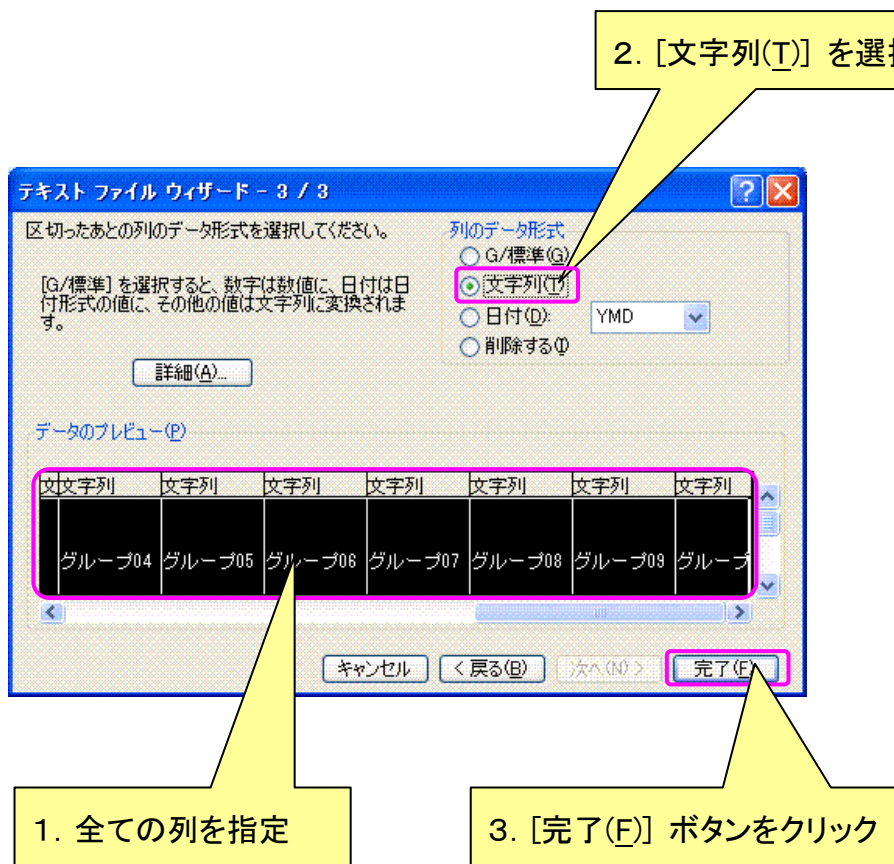 2．[文字列(T)] を選
テキスト ファイル ウィザード - 3 / 3
区切ったあとの列のデータ形式を選択してください。
[G/標準] を選択すると、数字は数値に、日付は日
付形式の値に、その他の値は文字列に変換されま
す。
詳細(A)...
列のデータ形式
G/標準(G)
文字列(T)
日付(D): YMD
削除する(I)
データのプレビュー(P)
文 文字列 文字列 文字列 文字列 文字列 文字列 文字列
グループ04 グループ05 グループ06 グループ07 グループ08 グループ09 グループ
キャンセル < 戻る(B) 次へ(N) > 完了(F)
1．全ての列を指定
3．[完了(F)] ボタンをクリック